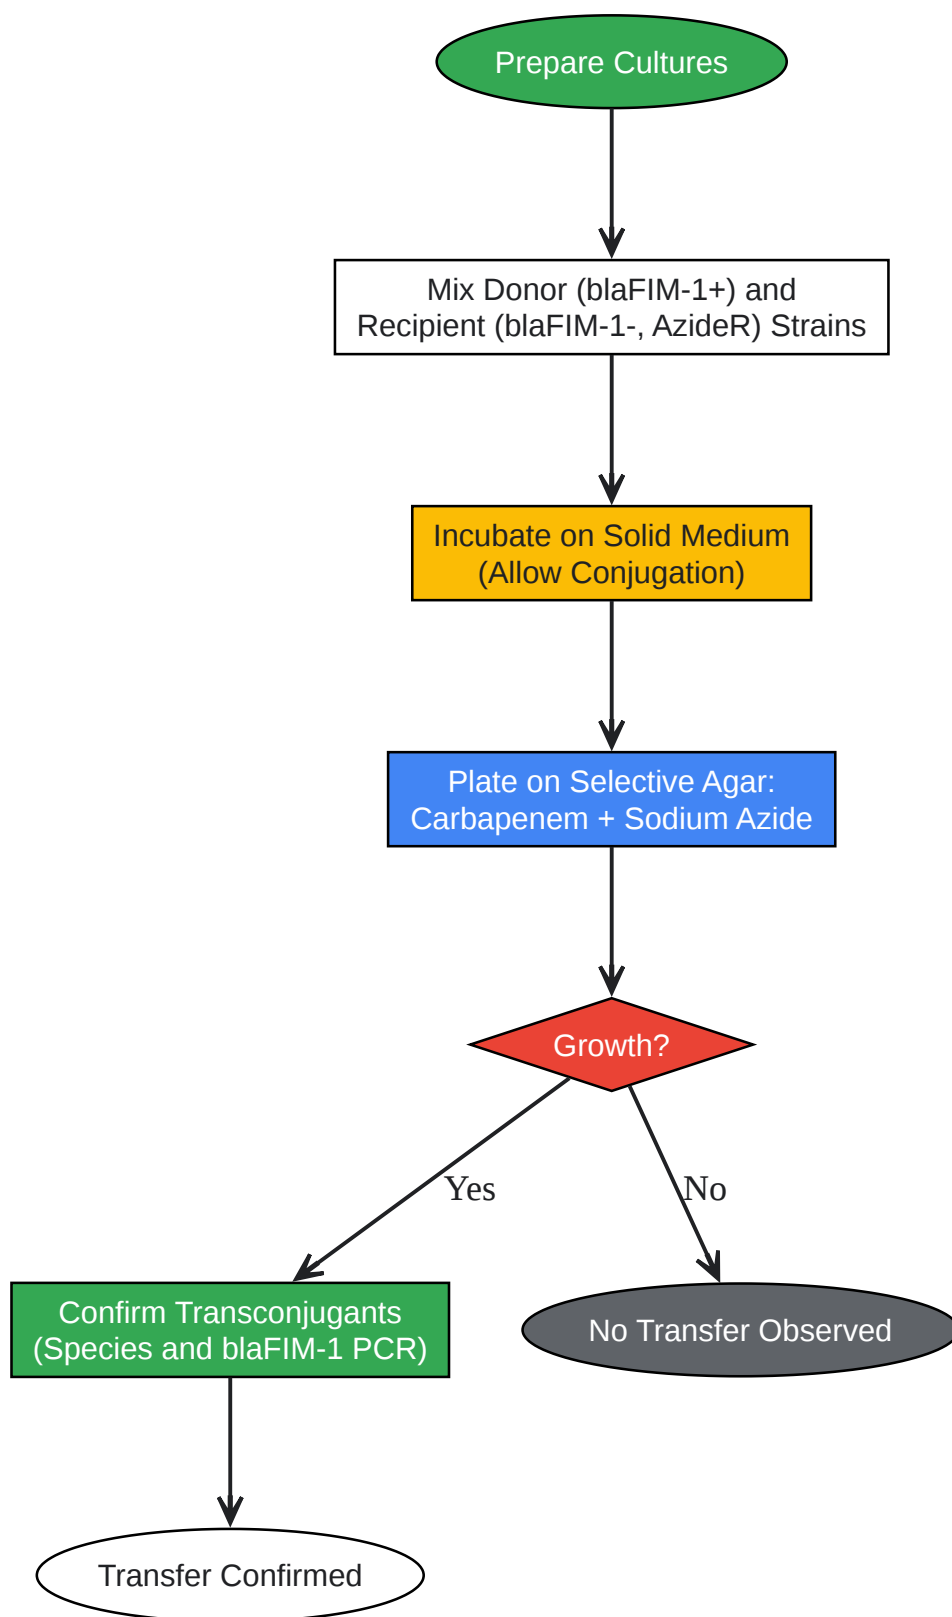 Prepare Cultures
Mix Donor (blaFIM-1+) and
Recipient (blaFIM-1-, AzideR) Strains
Incubate on Solid Medium
(Allow Conjugation)
Plate on Selective Agar:
Carbapenem + Sodium Azide
Growth?
Yes
No
Confirm Transconjugants
(Species and blaFIM-1 PCR)
No Transfer Observed
Transfer Confirmed